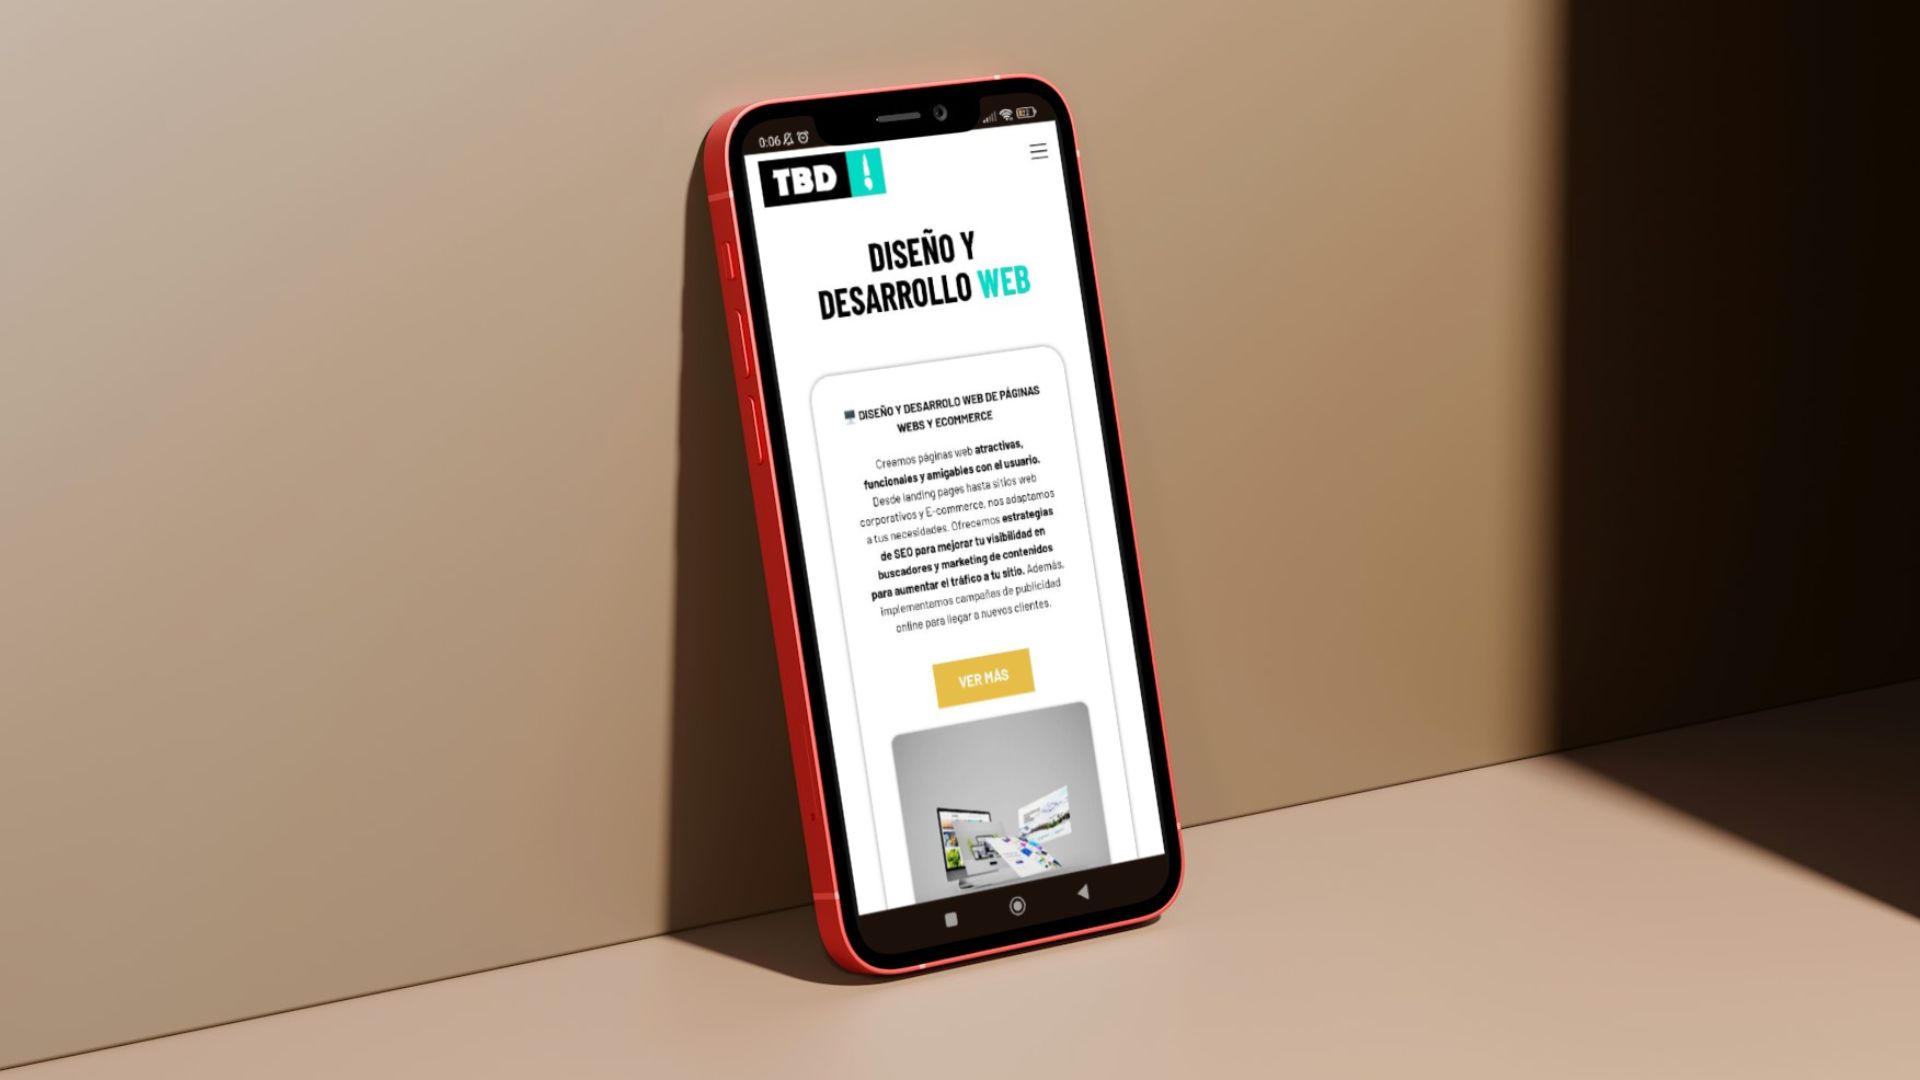 0:06
TBD
DISEÑO Y
DESARROLLO WEB
DISEÑO Y DESARROLO WEB DE PÁGINAS
WEBS Y ECOMMERCE
Creamos páginas web atractivas,
funcionales y amigables con el usuario.
Desde landing pages hasta sitios web
corporativos y E-commerce, nos adaptamos
a tus necesidades. Ofrecemos estrategias
de SEO para mejorar tu visibilidad en
buscadores y marketing de contenidos
para aumentar el tráfico a tu sitio. Además,
implementamos campañas de publicidad
online para llegar a nuevos clientes.
VER MÁS